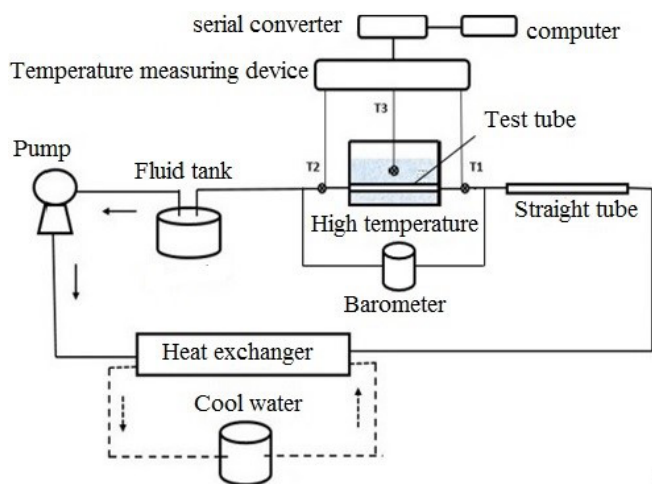 serial converter
computer
Temperature measuring device
T3
Test tube
Pump
Fluid tank
T2
T1
High temperature
Straight tube
Barometer
Heat exchanger
Cool water